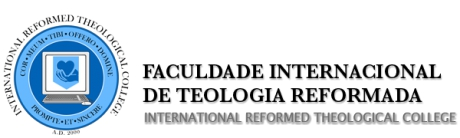 INTERNATIONAL REFORMED THEOLOGICAL COLLEGE
COR•MEUM•TIBI•OFFERO•DOMINE
PROMPTE•ET•SINCERE
A.D. 2000
FACULDADE INTERNACIONAL
DE TEOLOGIA REFORMADA
INTERNATIONAL REFORMED THEOLOGICAL COLLEGE